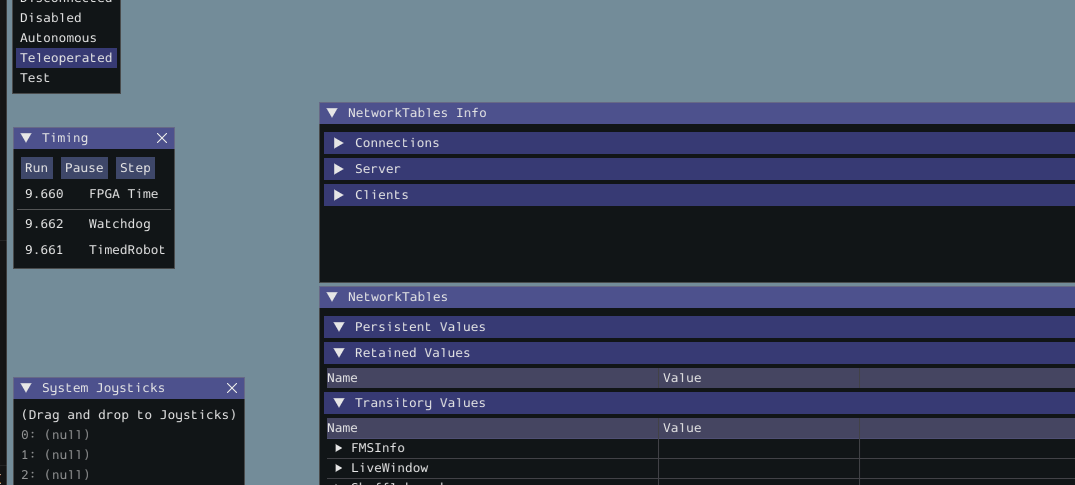 Disconnected
Disabled
Autonomous
Teleoperated
Test
Timing
Run Pause Step
9.660 FPGA Time
9.662 Watchdog
9.661 TimedRobot
System Joysticks
(Drag and drop to Joysticks)
0: (null)
1: (null)
2: (null)
NetworkTables Info
Connections
Server
Clients
NetworkTables
Persistent Values
Retained Values
Name Value
Transitory Values
Name Value
FMSInfo
LiveWindow